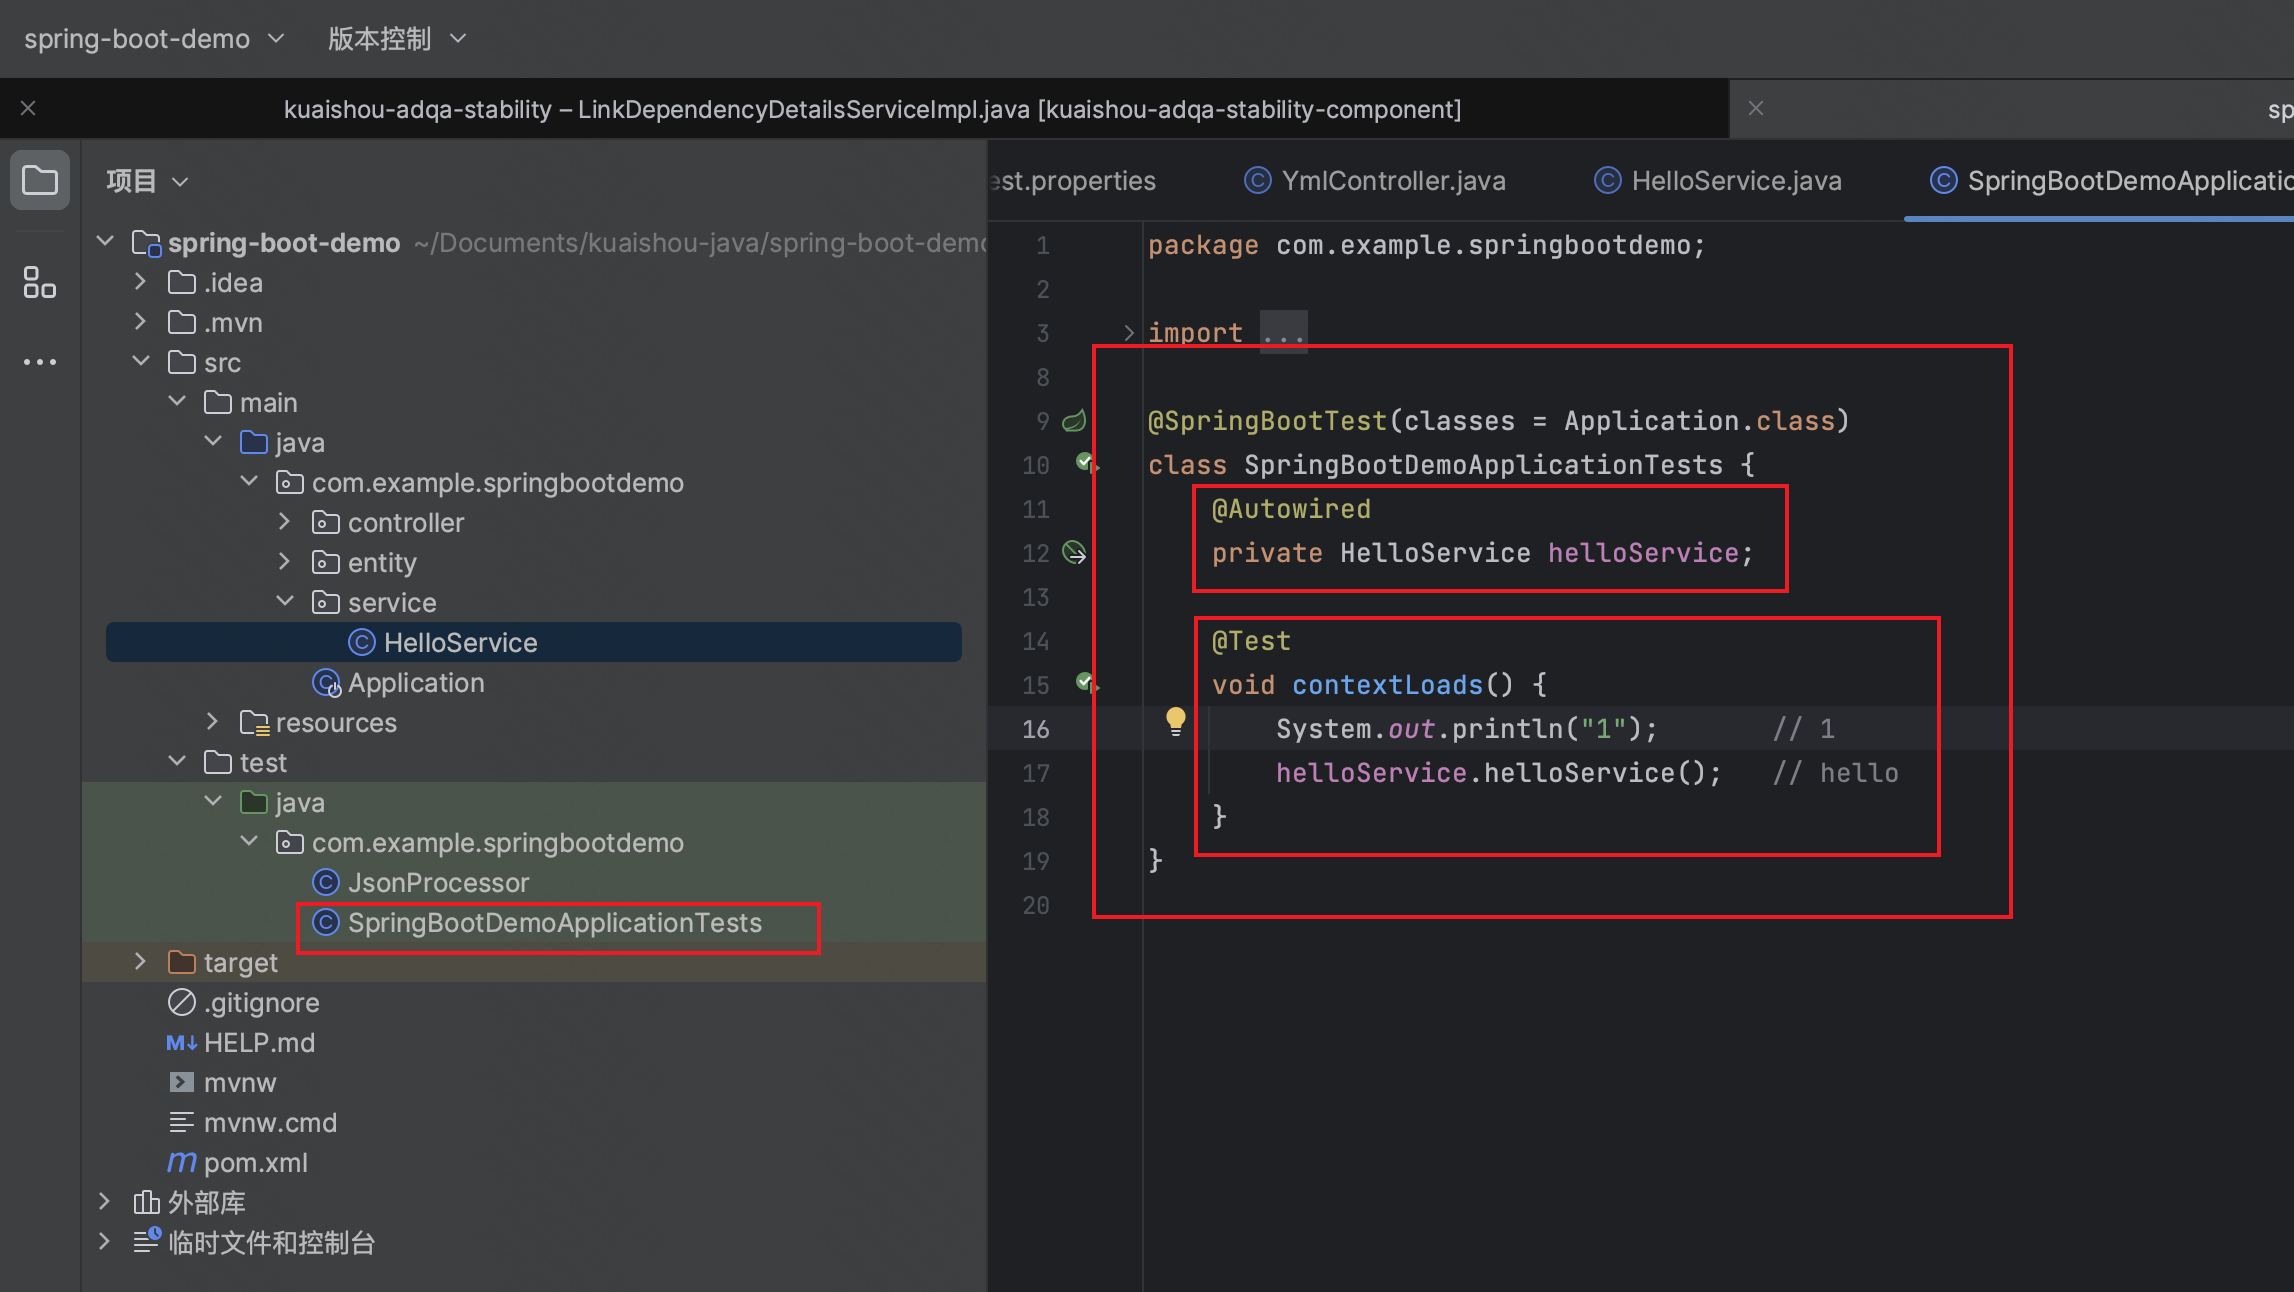 spring-boot-demo 版本控制
kuaishou-adqa-stability – LinkDependencyDetailsServiceImpl.java [kuaishou-adqa-stability-component]
sp
项目
spring-boot-demo ~/Documents/kuaishou-java/spring-boot-demo
.idea
.mvn
src
main
java
com.example.springbootdemo
controller
entity
service
HelloService
Application
resources
test
java
com.example.springbootdemo
JsonProcessor
SpringBootDemoApplicationTests
target
.gitignore
HELP.md
mvnw
mvnw.cmd
pom.xml
外部库
临时文件和控制台
est.properties YmlController.java HelloService.java SpringBootDemoApplicatio
1 package com.example.springbootdemo;
2
3 import ...
8
9 @SpringBootTest(classes = Application.class)
10 class SpringBootDemoApplicationTests {
11 @Autowired
12 private HelloService helloService;
13
14 @Test
15 void contextLoads() {
16 System.out.println("1"); // 1
17 helloService.helloService(); // hello
18 }
19 }
20